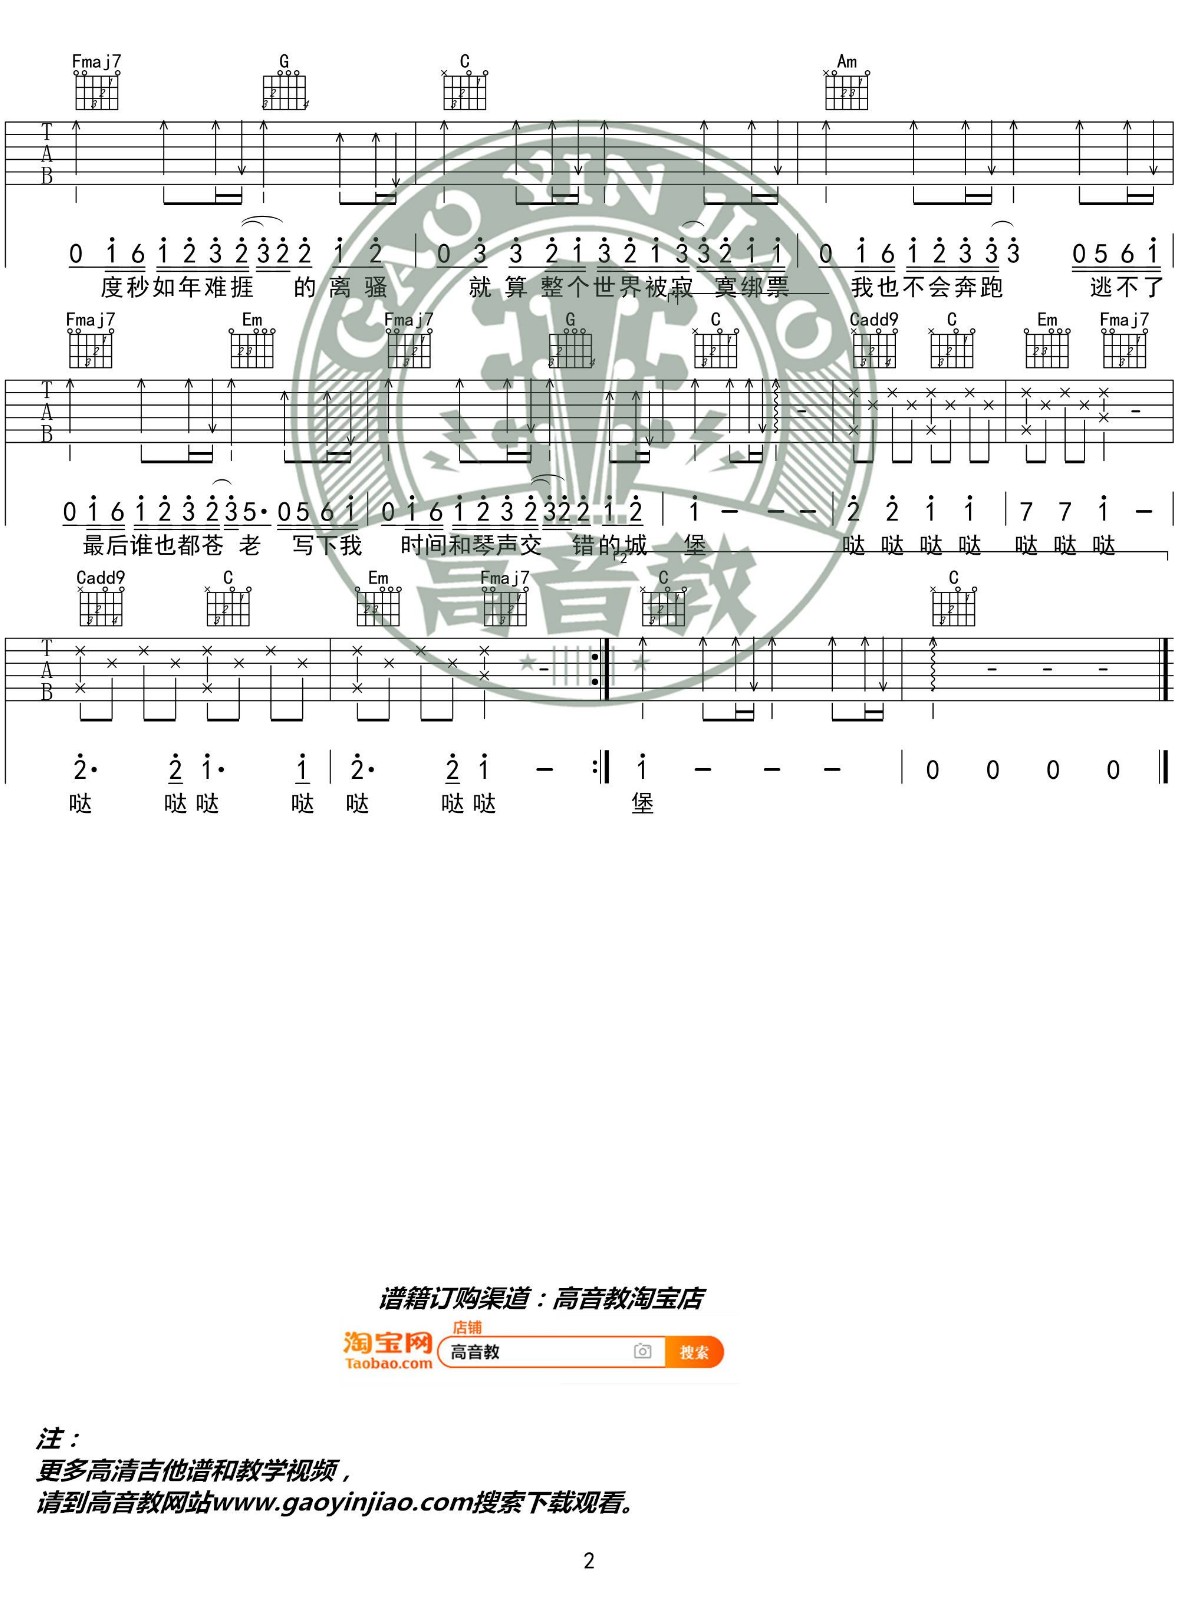 Fmaj7 G C Am
T A B
0 1 6 1 2 3 2 3 2 2 1 2 0 3 3 2 1 3 2 1 3 3 2 1 1 0 1 6 1 2 3 3 3 0 5 6 1
度秒如年难捱 的离骚 就算整个世界被寂寞绑票 我也不会奔跑 逃不了
1
Fmaj7 Em Fmaj7 G C Cadd9 C Em Fmaj7
T A B
0 1 6 1 2 3 2 3 5· 0 5 6 1 0 1 6 1 2 3 2 3 2 2 1 2 1 - - - 2 2 1 1 7 7 1 -
最后谁也都苍老 写下我 时间和琴声交 错的城 堡 哒哒哒哒 哒哒哒
2
Cadd9 C Em Fmaj7 C C
T A B
2· 2 1· 1 2· 2 1 - 1 - - - 0 0 0 0
哒 哒哒 哒 哒 哒哒 堡
GAO YIN JIAO
高音教
谱籍订购渠道：高音教淘宝店
店铺
淘宝网 高音教 搜索
Taobao.com
注：
更多高清吉他谱和教学视频，
请到高音教网站www.gaoyinjiao.com搜索下载观看。
2